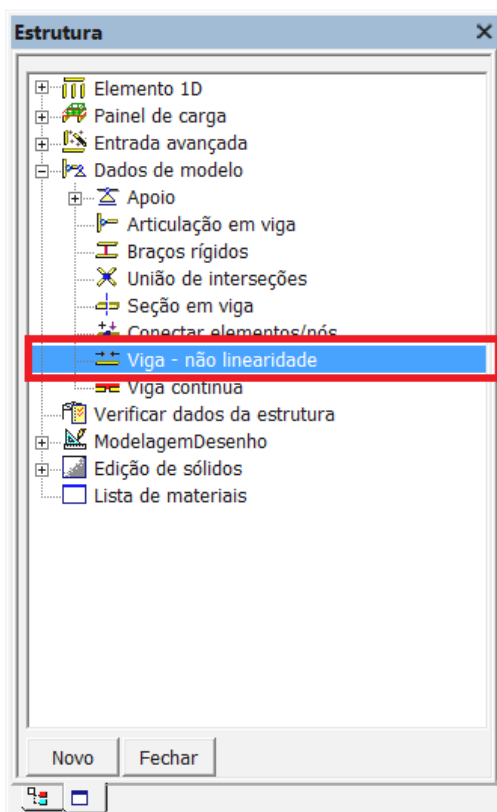 Estrutura
Elemento 1D
Painel de carga
Entrada avançada
Dados de modelo
Apoio
Articulação em viga
Braços rígidos
União de interseções
Seção em viga
Conectar elementos/nós
Viga - não linearidade
Viga contínua
Verificar dados da estrutura
ModelagemDesenho
Edição de sólidos
Lista de materiais
Novo Fechar